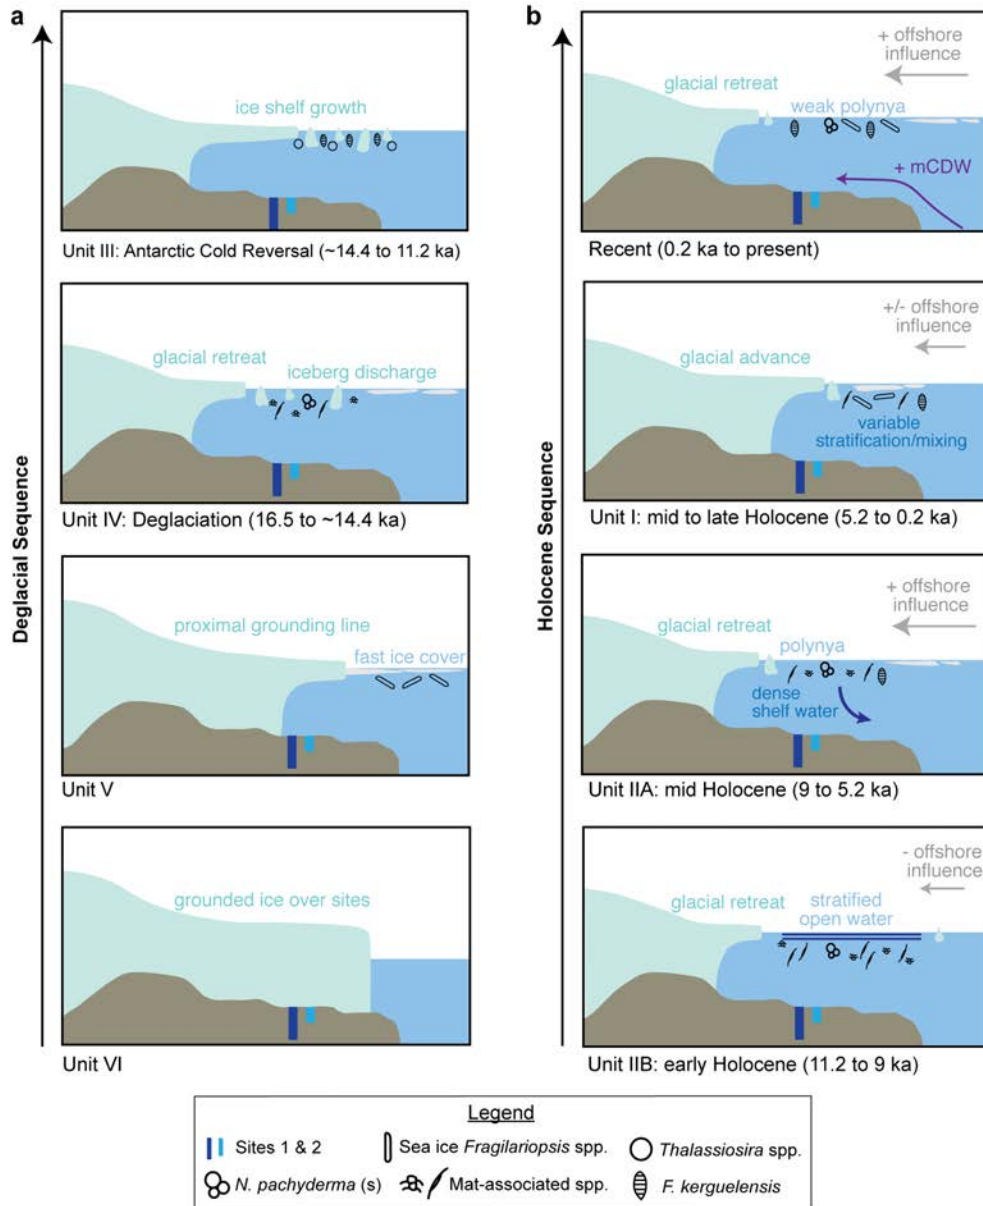 a
Deglacial Sequence
ice shelf growth
Unit III: Antarctic Cold Reversal (~14.4 to 11.2 ka)
glacial retreat
iceberg discharge
Unit IV: Deglaciation (16.5 to ~14.4 ka)
proximal grounding line
fast ice cover
Unit V
grounded ice over sites
Unit VI
b
Holocene Sequence
+ offshore
influence
glacial retreat
weak polynya
+ mCDW
Recent (0.2 ka to present)
+/- offshore
influence
glacial advance
variable
stratification/mixing
Unit I: mid to late Holocene (5.2 to 0.2 ka)
+ offshore
influence
glacial retreat
polynya
dense
shelf water
Unit IIA: mid Holocene (9 to 5.2 ka)
- offshore
influence
glacial retreat
stratified
open water
Unit IIB: early Holocene (11.2 to 9 ka)
Legend
Sites 1 & 2
Sea ice Fragilariopsis spp.
Thalassiosira spp.
N. pachyderma (s)
Mat-associated spp.
F. kerguelensis